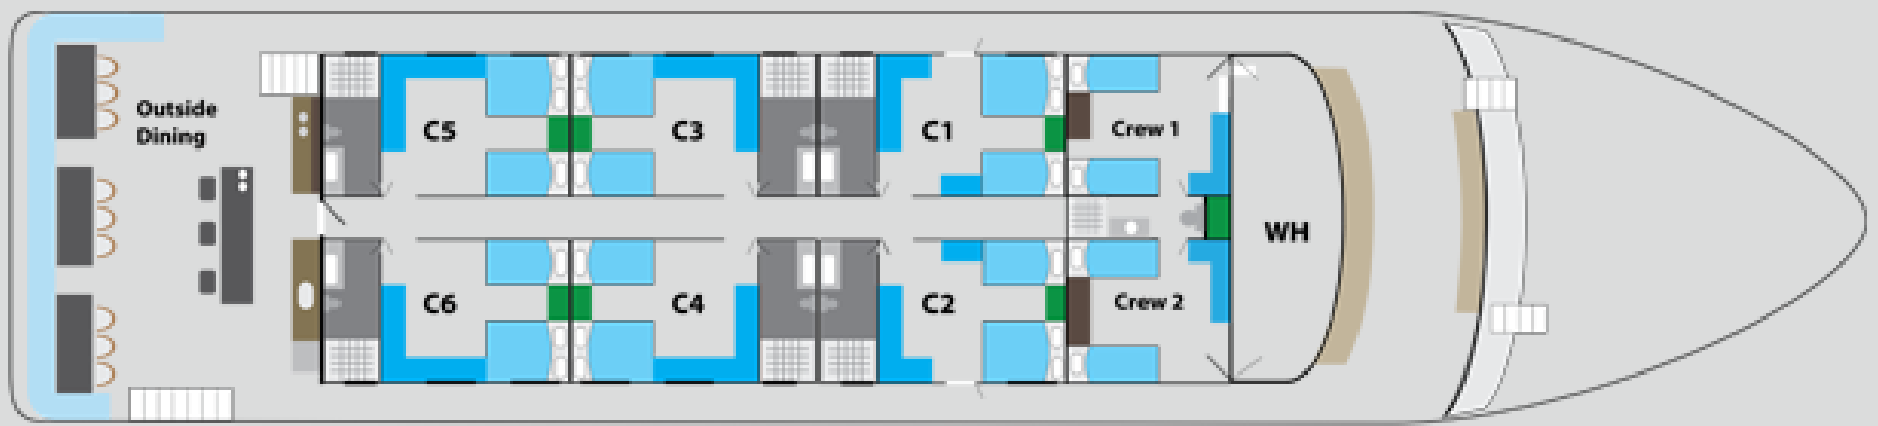 Outside
Dining
C5
C3
C1
Crew 1
WH
C6
C4
C2
Crew 2